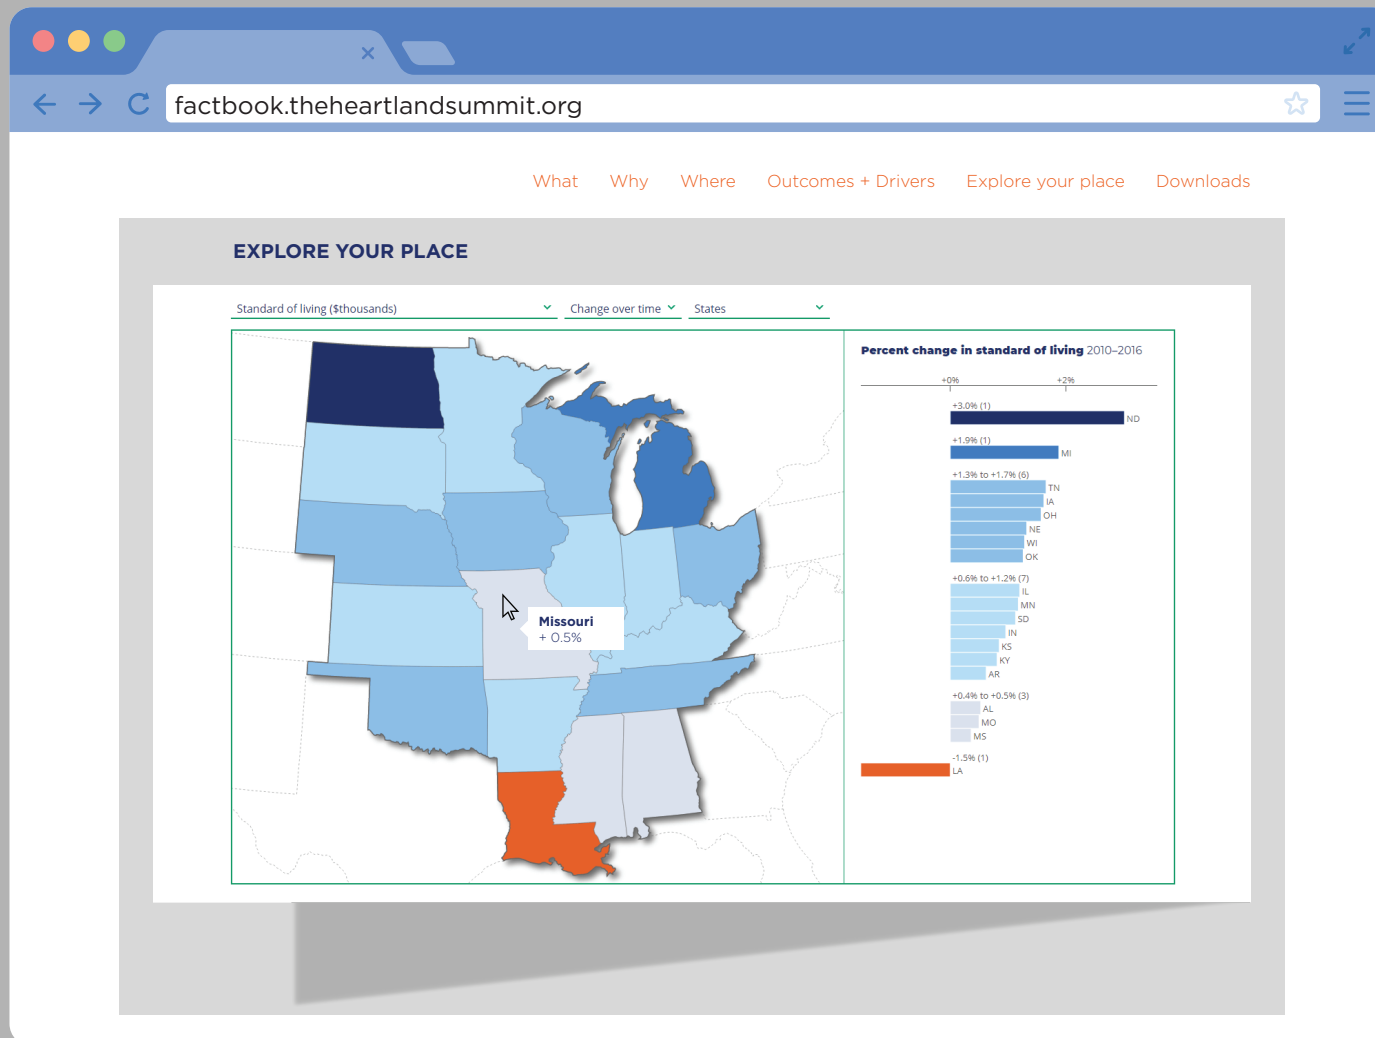 factbook.theheartlandsummit.org
What Why Where Outcomes + Drivers Explore your place Downloads
EXPLORE YOUR PLACE
Standard of living ($thousands) Change over time States
Missouri
+ 0.5%
Percent change in standard of living 2010–2016
+0% +2%
+3.0% (1)
ND
+1.9% (1)
MI
+1.3% to +1.7% (6)
TN
IA
OH
NE
WI
OK
+0.6% to +1.2% (7)
IL
MN
SD
IN
KS
KY
AR
+0.4% to +0.5% (3)
AL
MO
MS
-1.5% (1)
LA